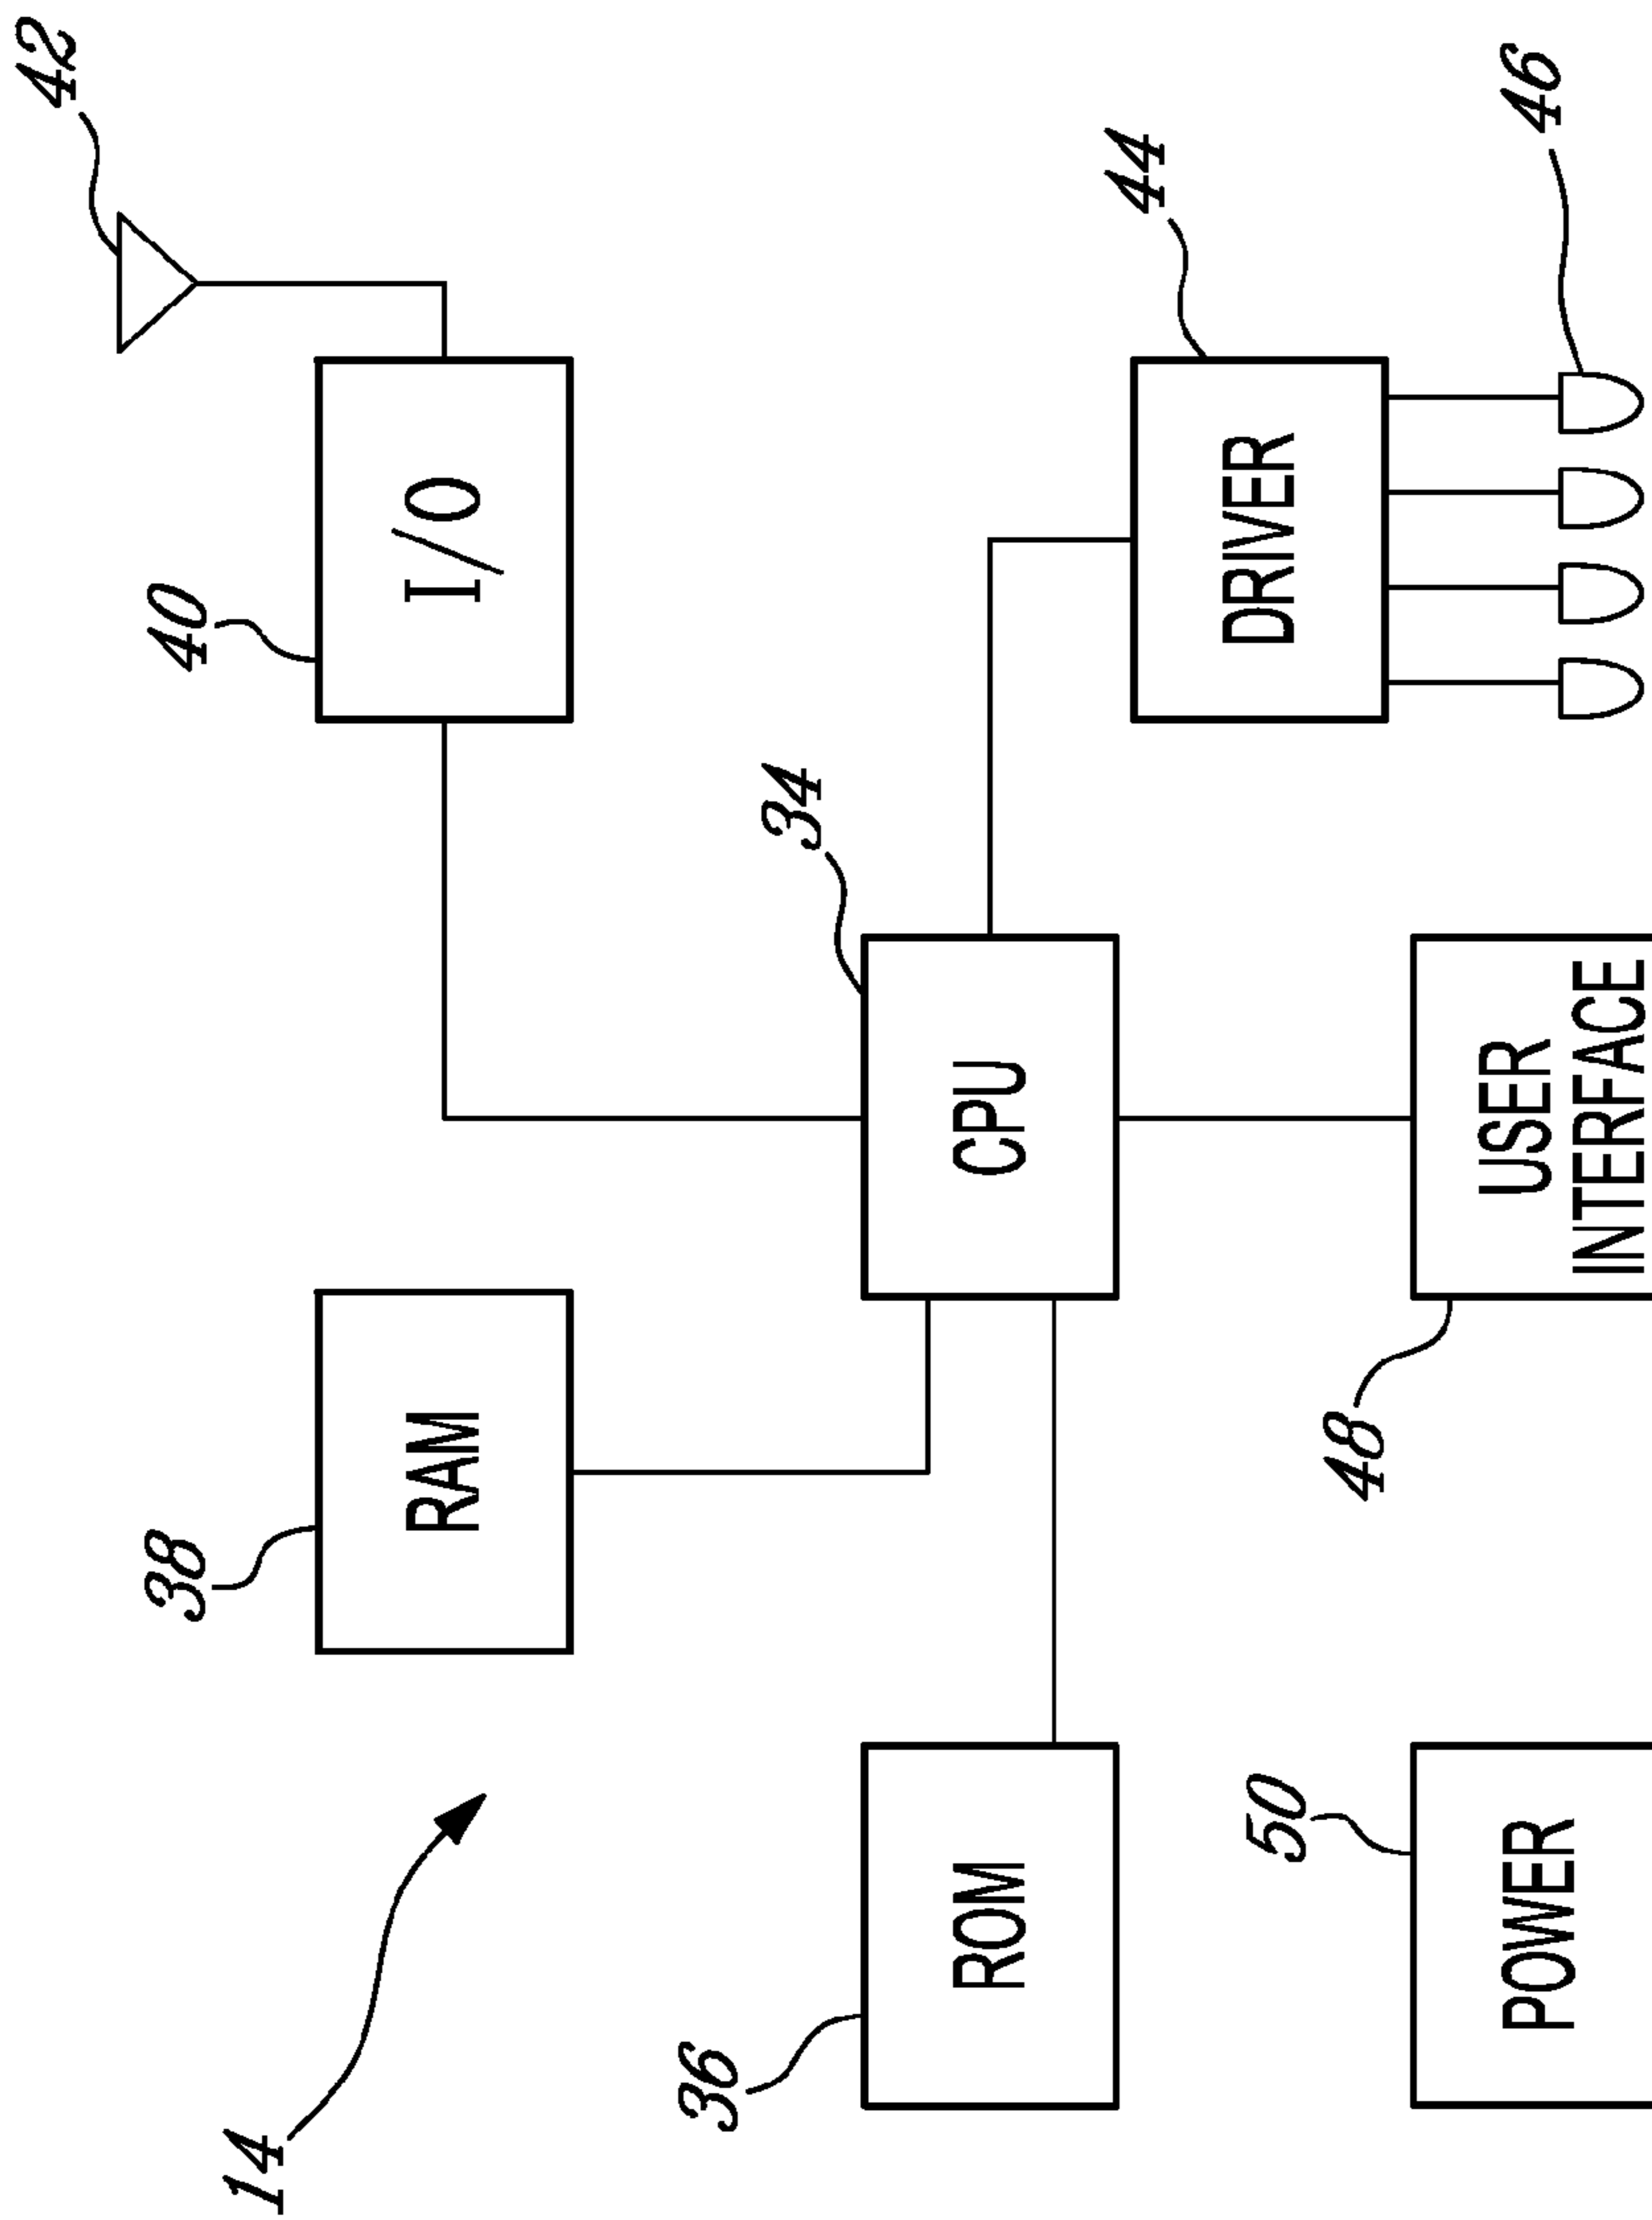 42
40
I/O
38
RAM
14
34
CPU
44
DRIVER
46
36
ROM
48
USER
INTERFACE
50
POWER